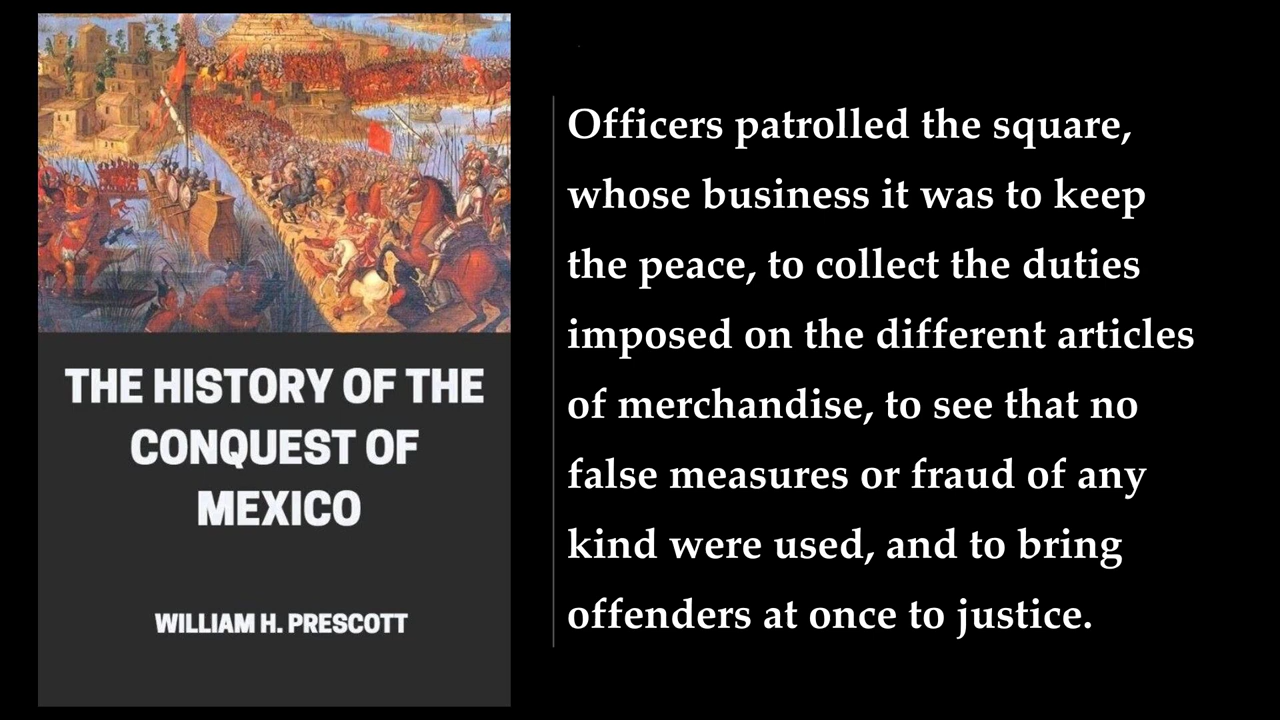 THE HISTORY OF THE
CONQUEST OF
MEXICO
WILLIAM H. PRESCOTT
Officers patrolled the square,
whose business it was to keep
the peace, to collect the duties
imposed on the different articles
of merchandise, to see that no
false measures or fraud of any
kind were used, and to bring
offenders at once to justice.